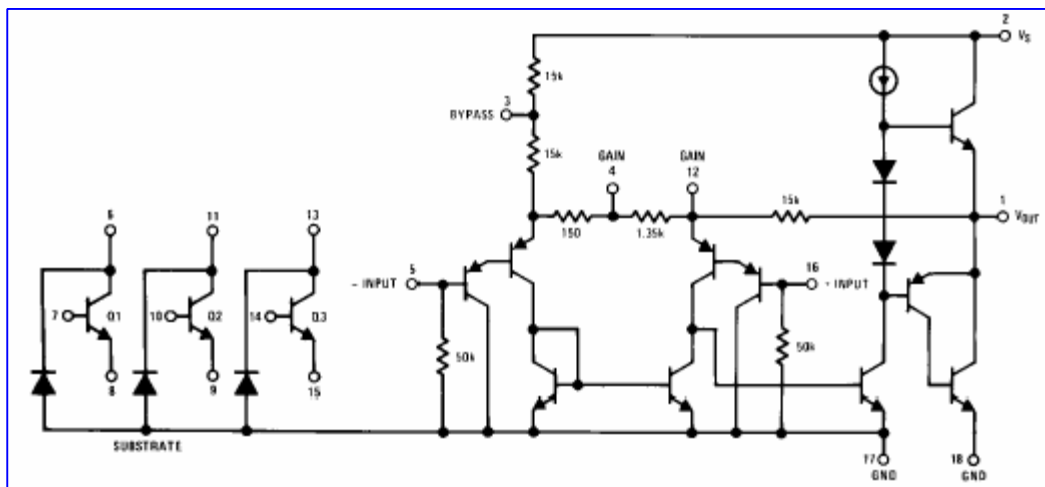 2
VS
15k
3
BYPASS
15k
GAIN
4
GAIN
12
15k
1
VOUT
150
1.35k
6
11
13
5
- INPUT
16
+ INPUT
7
Q1
10
Q2
14
Q3
50k
50k
8
9
15
SUBSTRATE
17
GND
18
GND